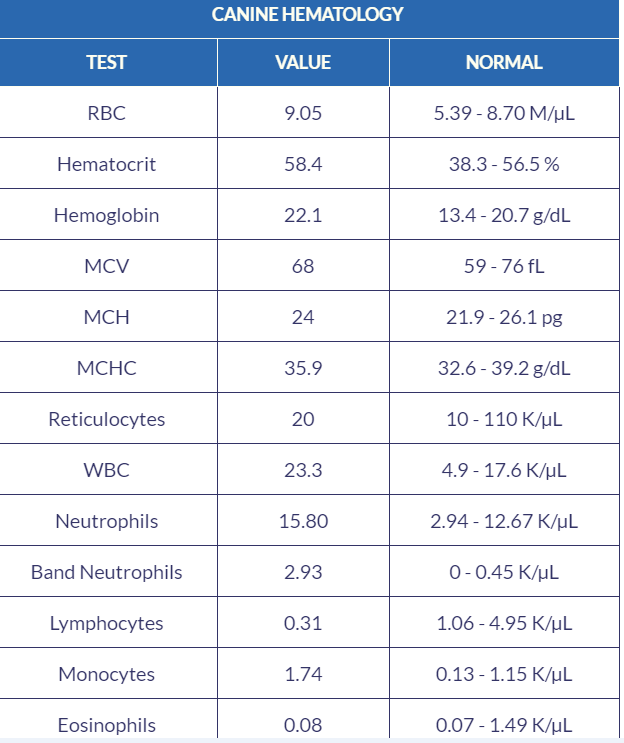 CANINE HEMATOLOGY
TEST VALUE NORMAL
RBC 9.05 5.39 - 8.70 M/µL
Hematocrit 58.4 38.3 - 56.5 %
Hemoglobin 22.1 13.4 - 20.7 g/dL
MCV 68 59 - 76 fL
MCH 24 21.9 - 26.1 pg
MCHC 35.9 32.6 - 39.2 g/dL
Reticulocytes 20 10 - 110 K/µL
WBC 23.3 4.9 - 17.6 K/µL
Neutrophils 15.80 2.94 - 12.67 K/µL
Band Neutrophils 2.93 0 - 0.45 K/µL
Lymphocytes 0.31 1.06 - 4.95 K/µL
Monocytes 1.74 0.13 - 1.15 K/µL
Eosinophils 0.08 0.07 - 1.49 K/µL